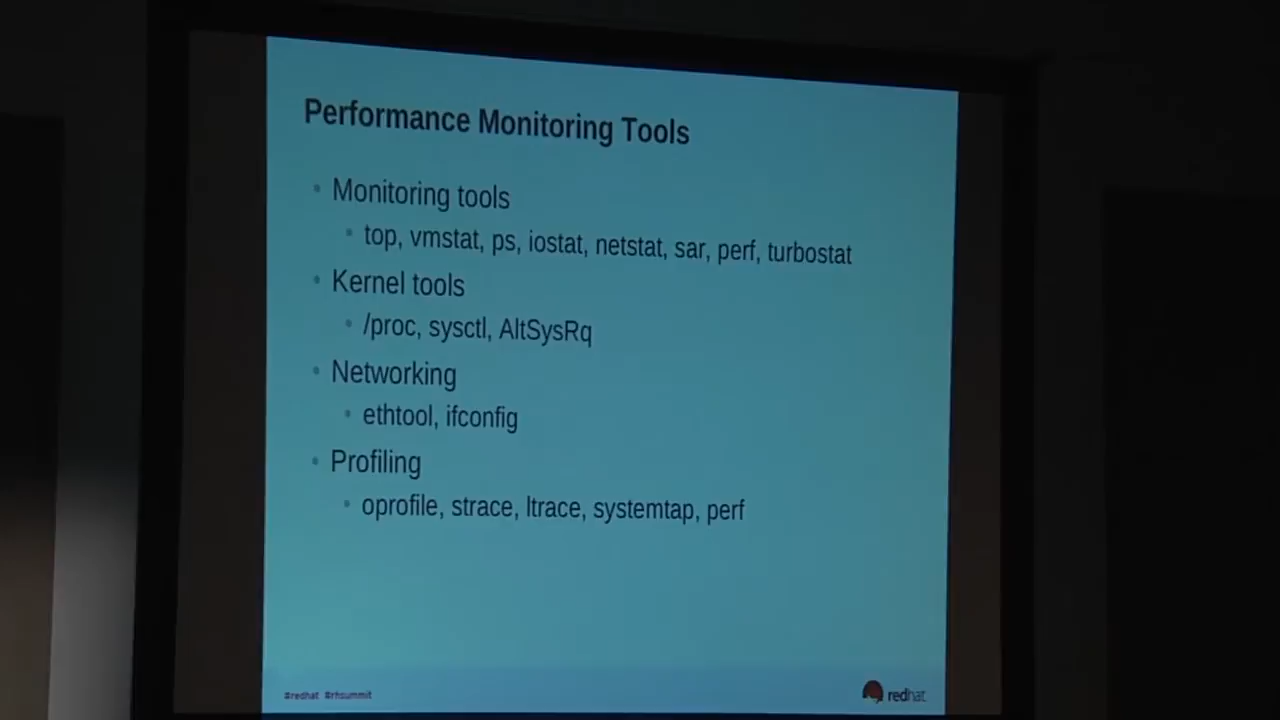 Performance Monitoring Tools
• Monitoring tools
• top, vmstat, ps, iostat, netstat, sar, perf, turbostat
• Kernel tools
• /proc, sysctl, AltSysRq
• Networking
• ethtool, ifconfig
• Profiling
• oprofile, strace, ltrace, systemtap, perf
#redhat #rhsummit
redhat